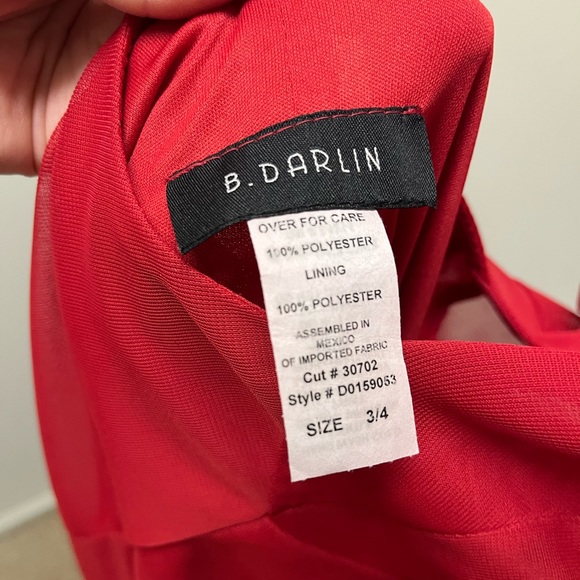 B. DARLIN
OVER FOR CARE
100% POLYESTER
LINING
100% POLYESTER
ASSEMBLED IN
MEXICO
OF IMPORTED FABRIC
Cut # 30702
Style # D0159063
SIZE 3/4